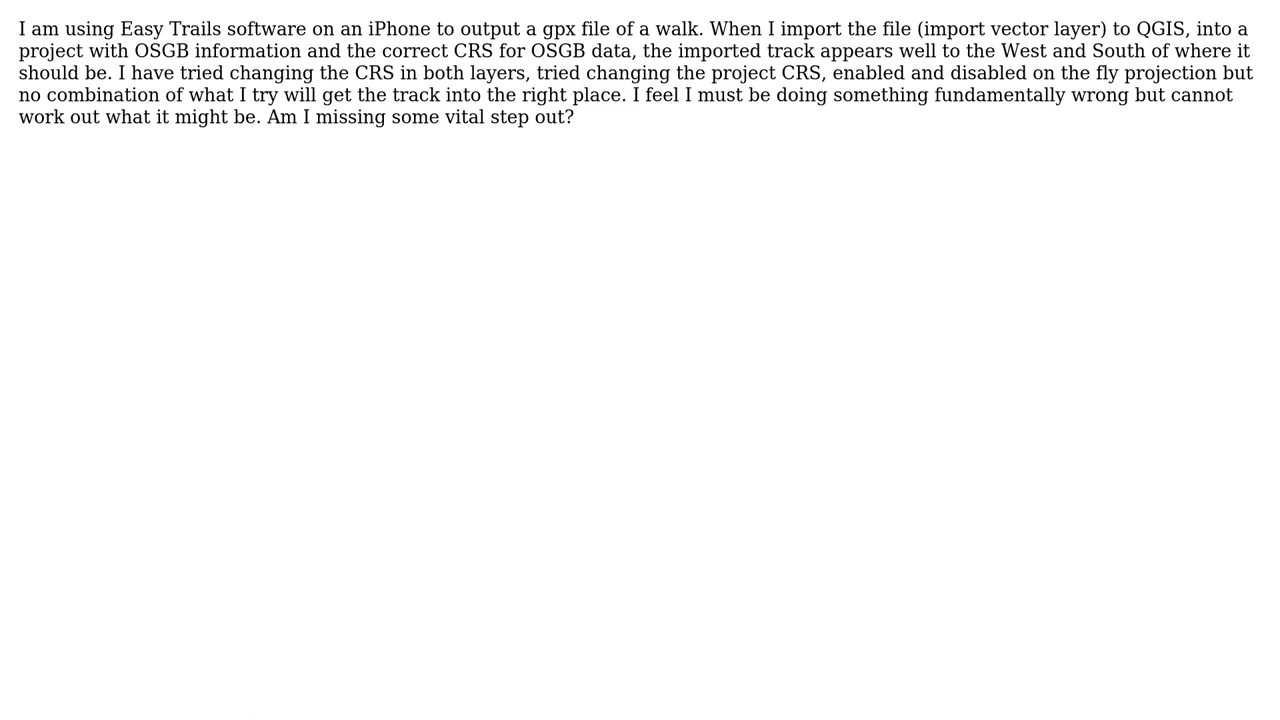 I am using Easy Trails software on an iPhone to output a gpx file of a walk. When I import the file (import vector layer) to QGIS, into a
project with OSGB information and the correct CRS for OSGB data, the imported track appears well to the West and South of where it
should be. I have tried changing the CRS in both layers, tried changing the project CRS, enabled and disabled on the fly projection but
no combination of what I try will get the track into the right place. I feel I must be doing something fundamentally wrong but cannot
work out what it might be. Am I missing some vital step out?